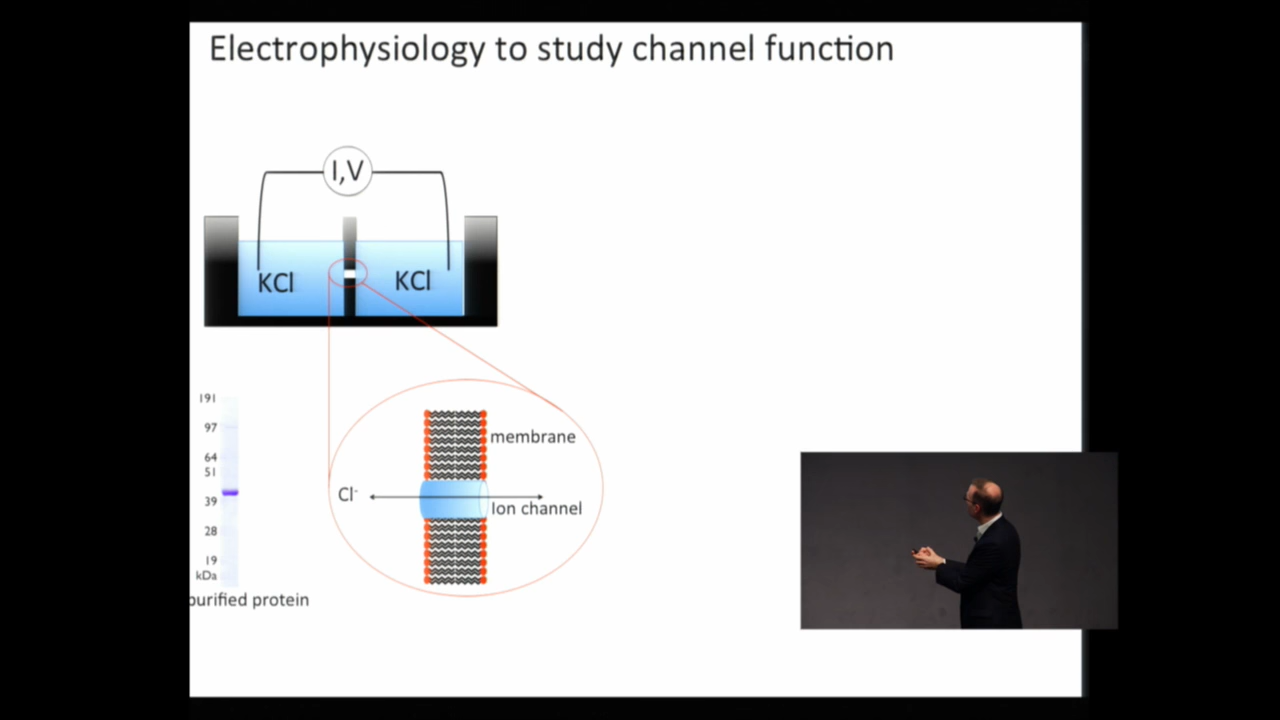 Electrophysiology to study channel function
I,V
KCl
KCl
191
97
64
51
39
28
19
kDa
purified protein
membrane
Cl-
Ion channel